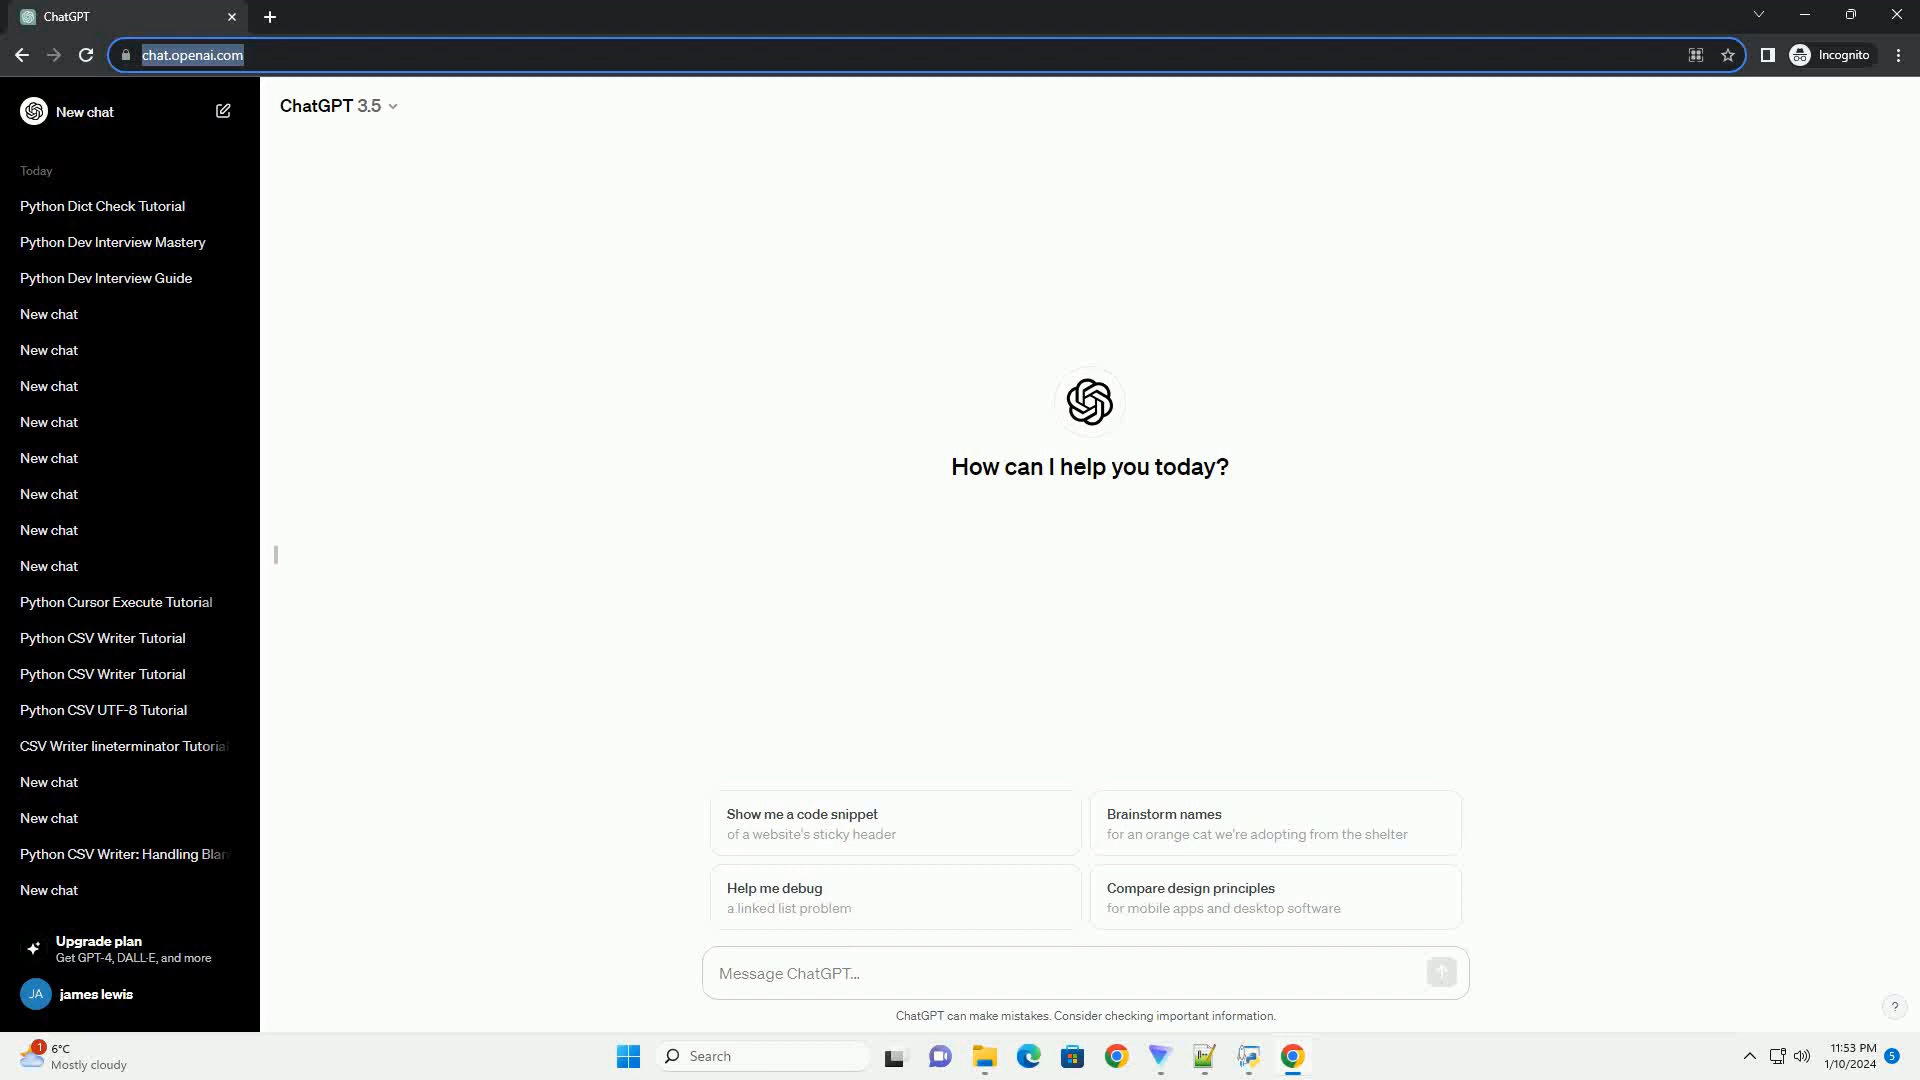 ChatGPT
chat.openai.com
Incognito
New chat
ChatGPT 3.5
Today
Python Dict Check Tutorial
Python Dev Interview Mastery
Python Dev Interview Guide
New chat
New chat
New chat
New chat
New chat
New chat
New chat
New chat
Python Cursor Execute Tutorial
Python CSV Writer Tutorial
Python CSV Writer Tutorial
Python CSV UTF-8 Tutorial
CSV Writer lineterminator Tutorial
New chat
New chat
Python CSV Writer: Handling Blan
New chat
Upgrade plan
Get GPT-4, DALL·E, and more
JA
james lewis
How can I help you today?
Show me a code snippet
of a website's sticky header
Brainstorm names
for an orange cat we're adopting from the shelter
Help me debug
a linked list problem
Compare design principles
for mobile apps and desktop software
Message ChatGPT...
ChatGPT can make mistakes. Consider checking important information.
?
1
6°C
Mostly cloudy
Search
11:53 PM
1/10/2024
5